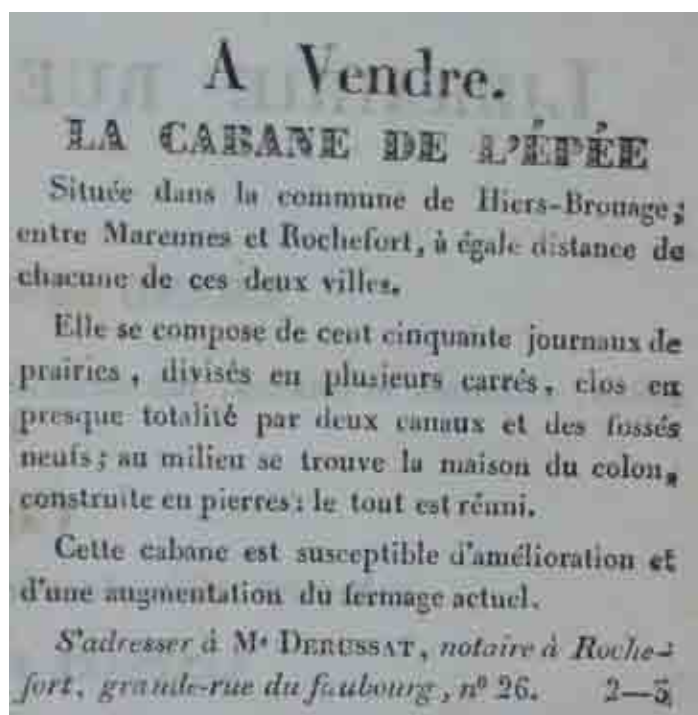 A Vendre.
LA CABANE DE L'ÉPÉE
Située dans la commune de Hiers-Brouage;
entre Marennes et Rochefort, à égale distance de
chacune de ces deux villes.
Elle se compose de cent cinquante journaux de
prairies, divisés en plusieurs carrés, clos en
presque totalité par deux canaux et des fossés
neufs; au milieu se trouve la maison du colon,
construite en pierres: le tout est réuni.
Cette cabane est susceptible d'amélioration et
d'une augmentation du fermage actuel.
S'adresser à Me DERUSSAT, notaire à Roche-
fort, grande-rue du faubourg, nº 26. 2—3